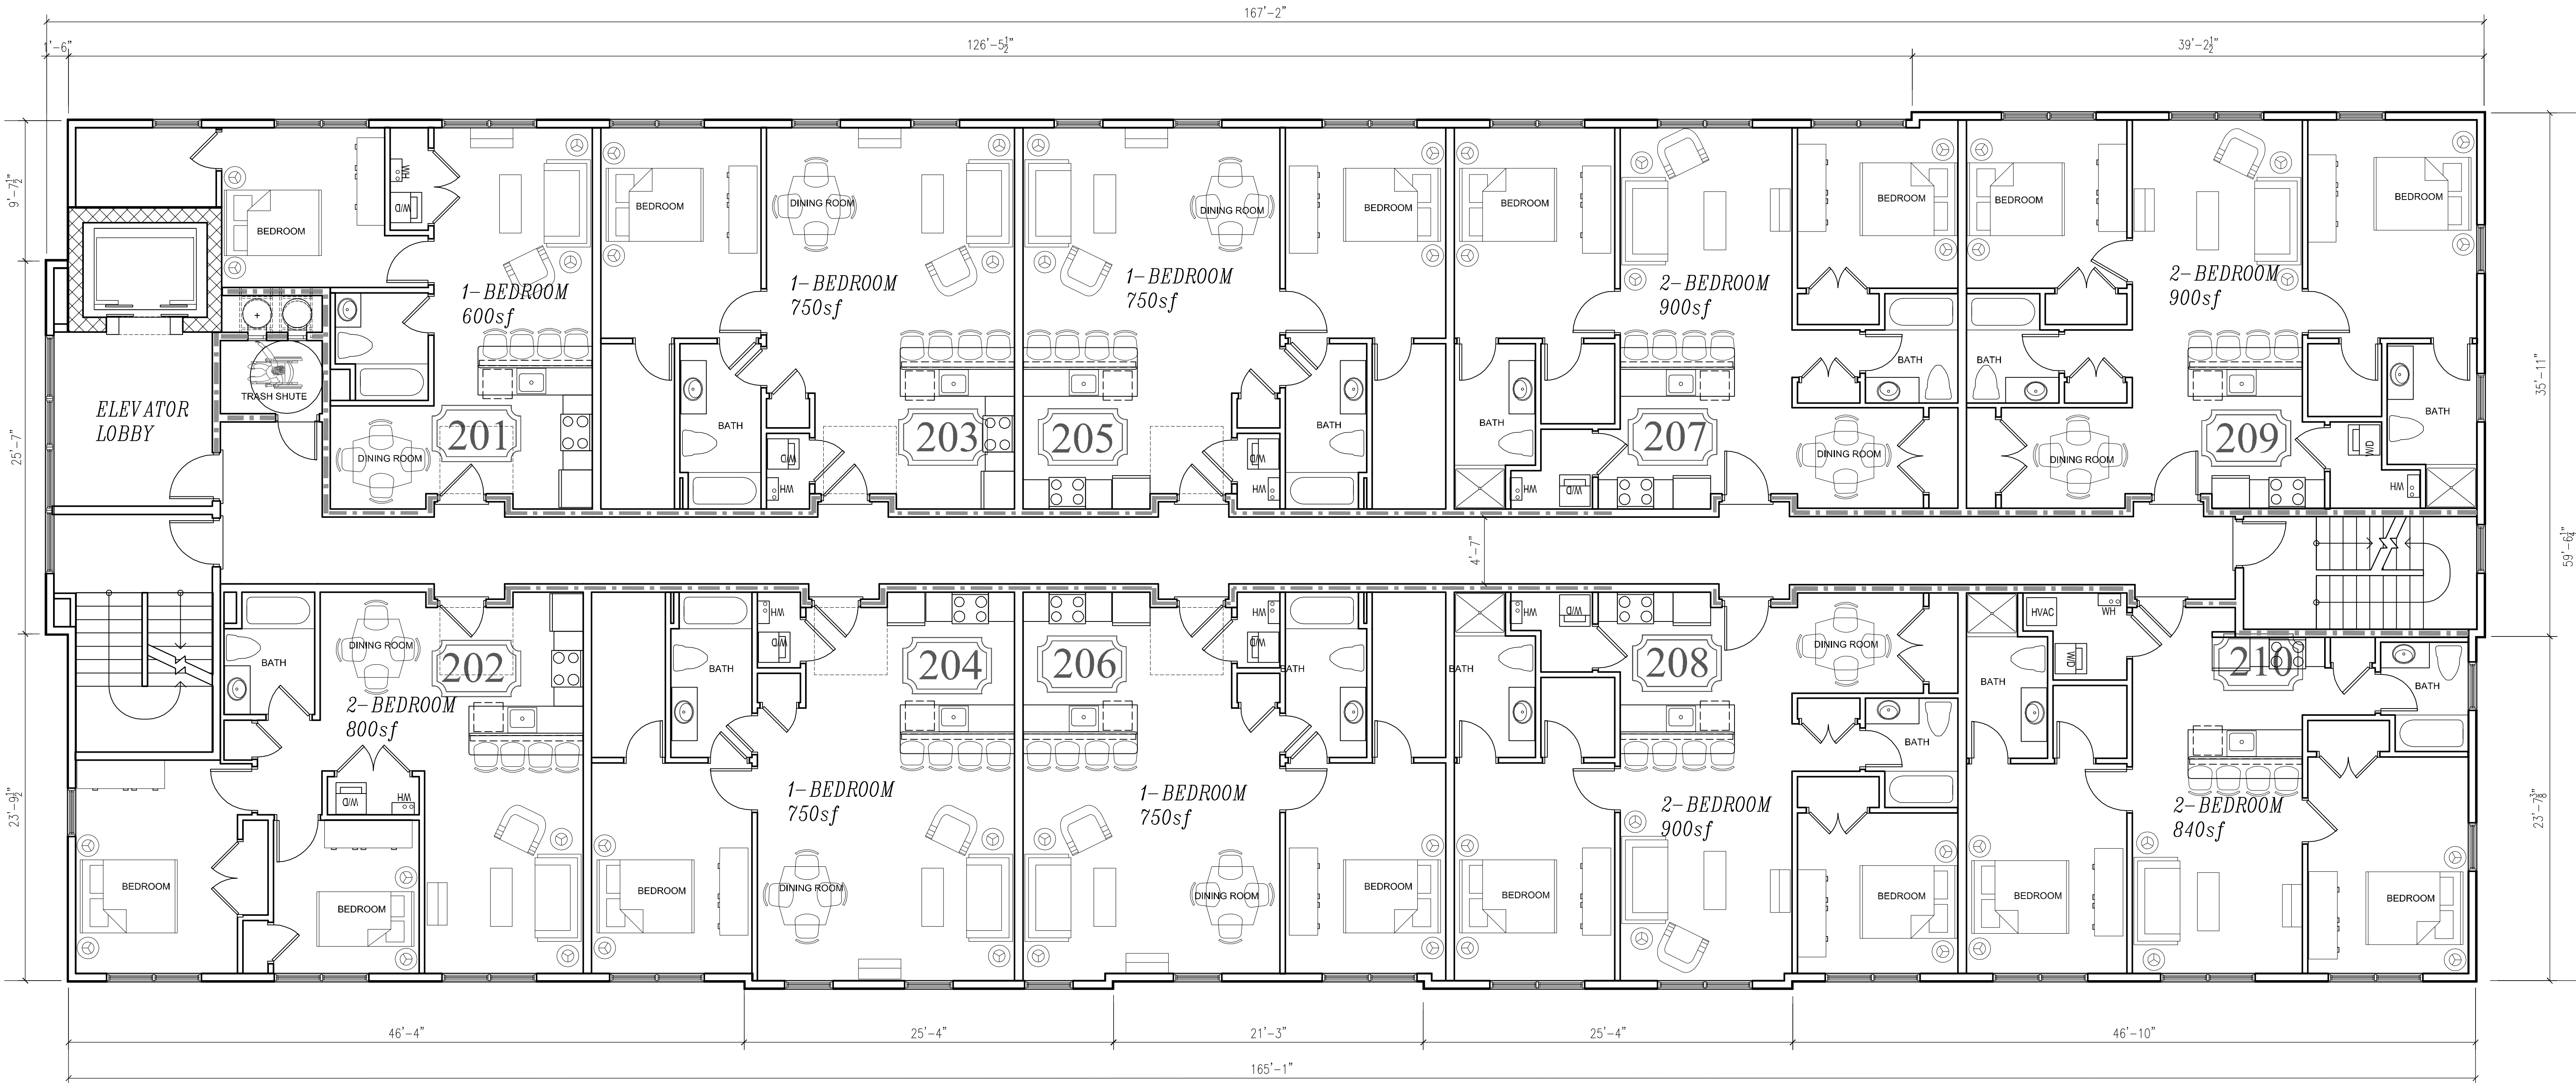 167'-2"
1'-6"
126'-5½"
39'-2½"
9'-7½"
25'-7"
23'-9½"
35'-11"
59'-6¼"
23'-7⅜"
BEDROOM
WH
W/D
1-BEDROOM
600sf
201
DINING ROOM
ELEVATOR
LOBBY
TRASH SHUTE
BEDROOM
DINING ROOM
1-BEDROOM
750sf
BATH
W/D
WH
203
DINING ROOM
1-BEDROOM
750sf
205
W/D
WH
BEDROOM
BATH
BEDROOM
BATH
WH
W/D
2-BEDROOM
900sf
207
BEDROOM
BATH
DINING ROOM
BEDROOM
BATH
DINING ROOM
2-BEDROOM
900sf
209
BEDROOM
BATH
W/D
WH
4'-7"
BATH
DINING ROOM
202
2-BEDROOM
800sf
W/D
WH
BEDROOM
BEDROOM
BATH
WH
W/D
204
1-BEDROOM
750sf
BEDROOM
DINING ROOM
206
WH
W/D
1-BEDROOM
750sf
DINING ROOM
BATH
BEDROOM
BATH
WH
W/D
208
2-BEDROOM
900sf
BEDROOM
DINING ROOM
BATH
BEDROOM
BATH
HVAC
WH
W/D
210
BATH
2-BEDROOM
840sf
BEDROOM
BEDROOM
46'-4"
25'-4"
21'-3"
25'-4"
46'-10"
165'-1"